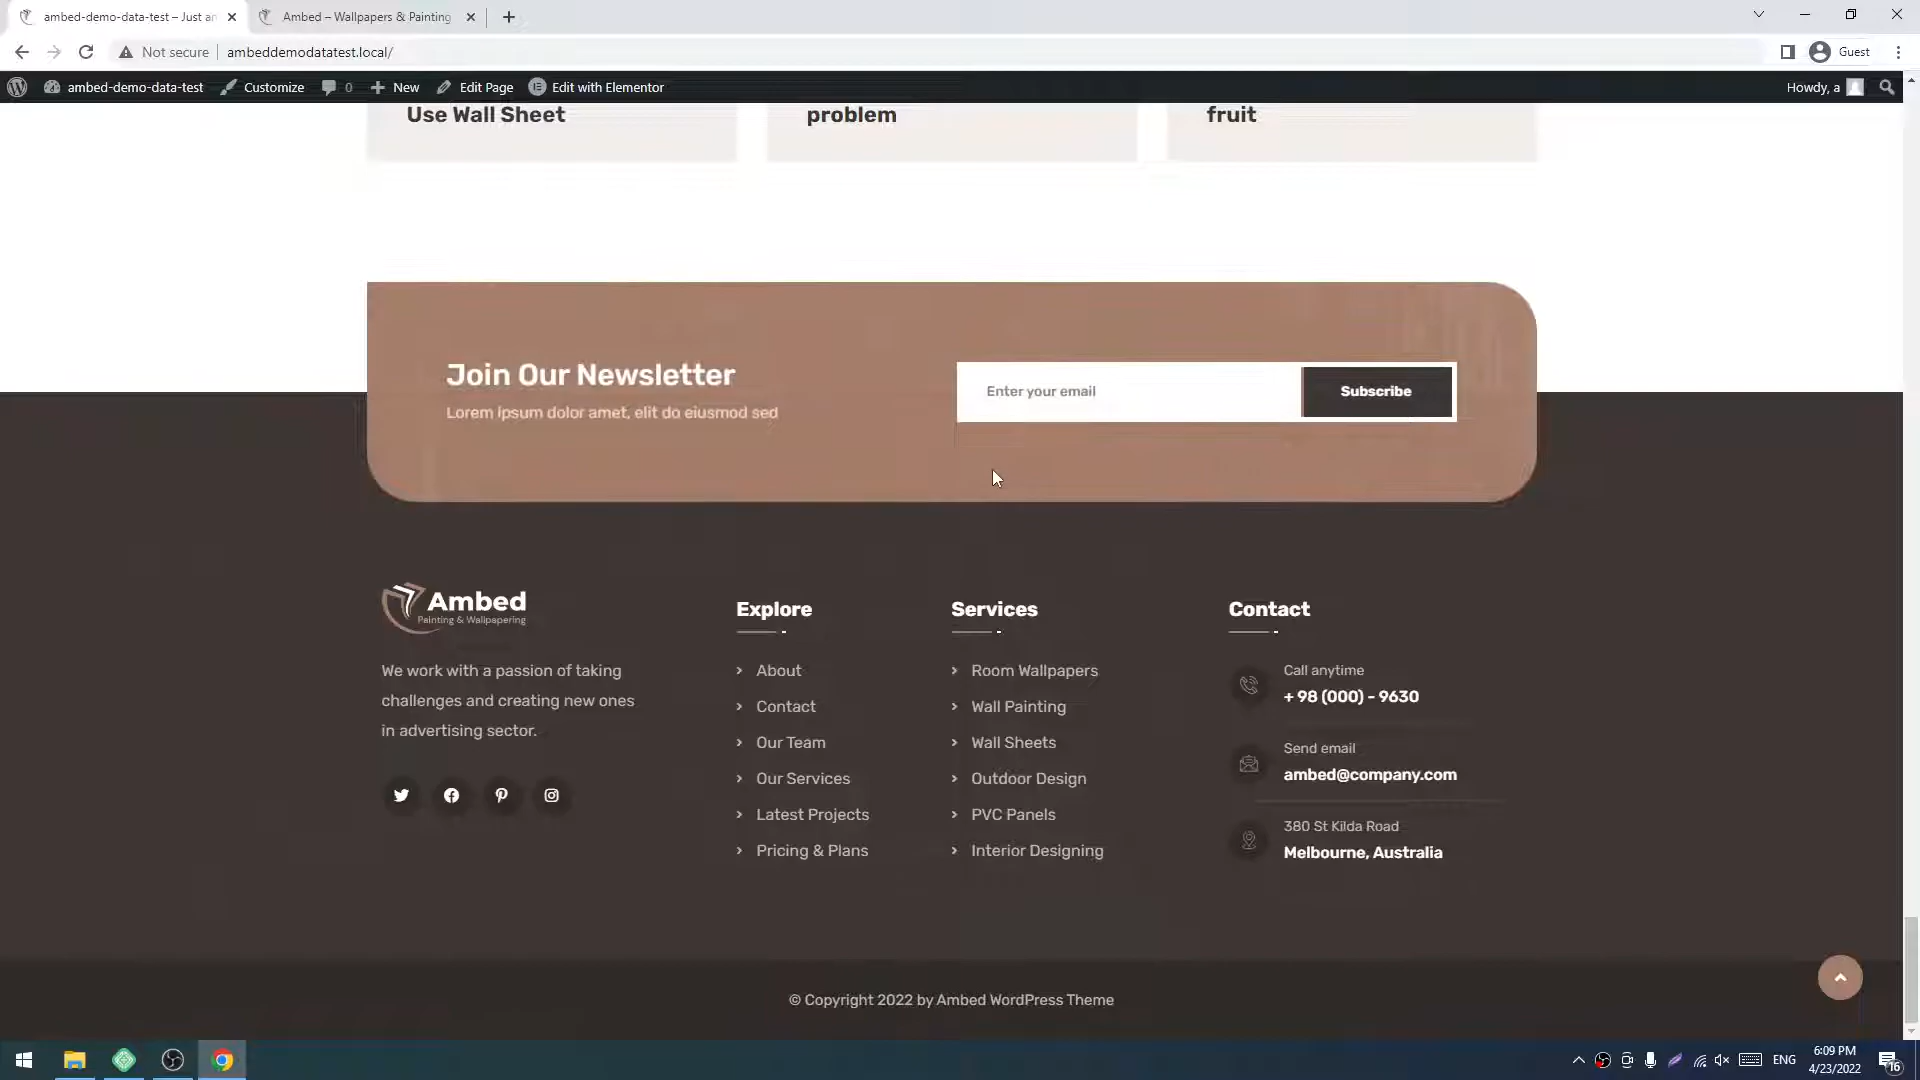 ambed-demo-data-test – Just an
Ambed – Wallpapers & Painting
Not secure
ambeddemodatatest.local/
Guest
ambed-demo-data-test
Customize
0
New
Edit Page
Edit with Elementor
Howdy, a
Use Wall Sheet
problem
fruit
Join Our Newsletter
Lorem ipsum dolor amet, elit do eiusmod sed
Enter your email
Subscribe
Ambed
Painting & Wallpapering
We work with a passion of taking
challenges and creating new ones
in advertising sector.
Explore
About
Contact
Our Team
Our Services
Latest Projects
Pricing & Plans
Services
Room Wallpapers
Wall Painting
Wall Sheets
Outdoor Design
PVC Panels
Interior Designing
Contact
Call anytime
+ 98 (000) - 9630
Send email
ambed@company.com
380 St Kilda Road
Melbourne, Australia
© Copyright 2022 by Ambed WordPress Theme
ENG
6:09 PM
4/23/2022
16